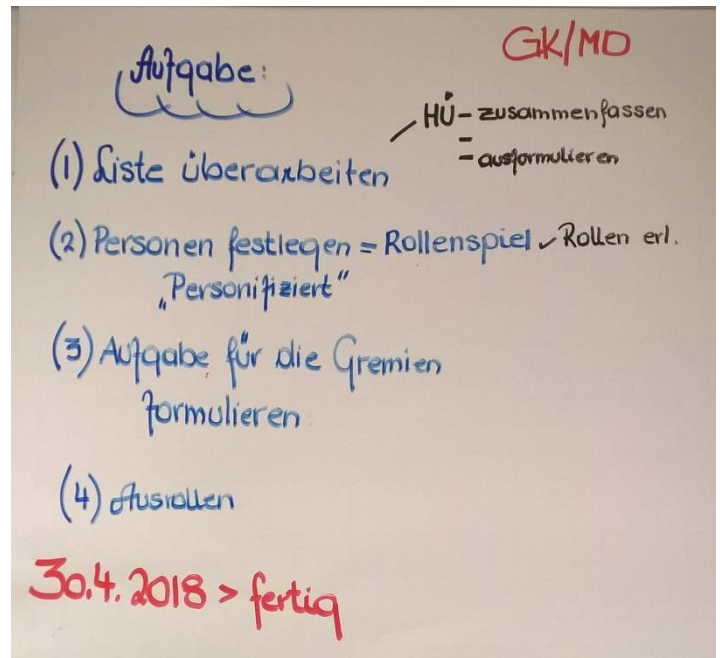 GK/MD
Aufgabe:
HÜ - zusammenfassen
-
- ausformulieren
(1) Liste überarbeiten
(2) Personen festlegen = Rollenspiel ✓ Rollen erl.
„Personifiziert"
(3) Aufgabe für die Gremien
formulieren
(4) Ausrollen
30.4.2018 > fertig